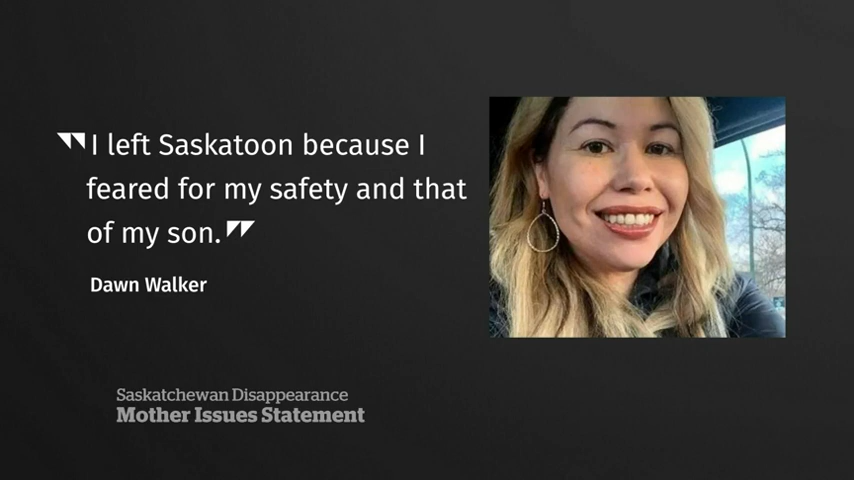 "I left Saskatoon because I
feared for my safety and that
of my son."
Dawn Walker
Saskatchewan Disappearance
Mother Issues Statement